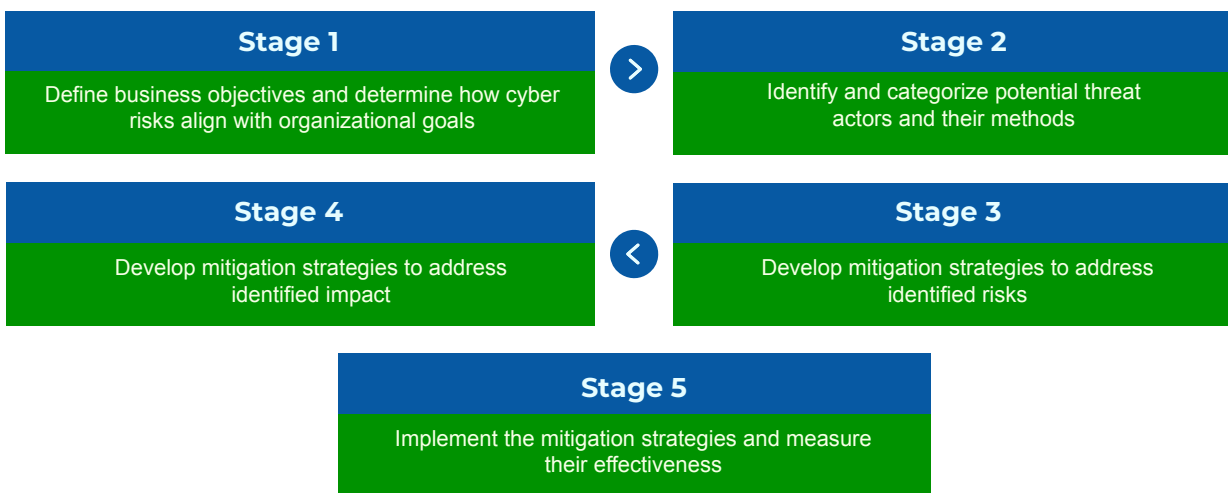 Stage 1
Define business objectives and determine how cyber
risks align with organizational goals
Stage 2
Identify and categorize potential threat
actors and their methods
Stage 3
Develop mitigation strategies to address
identified risks
Stage 4
Develop mitigation strategies to address
identified impact
Stage 5
Implement the mitigation strategies and measure
their effectiveness